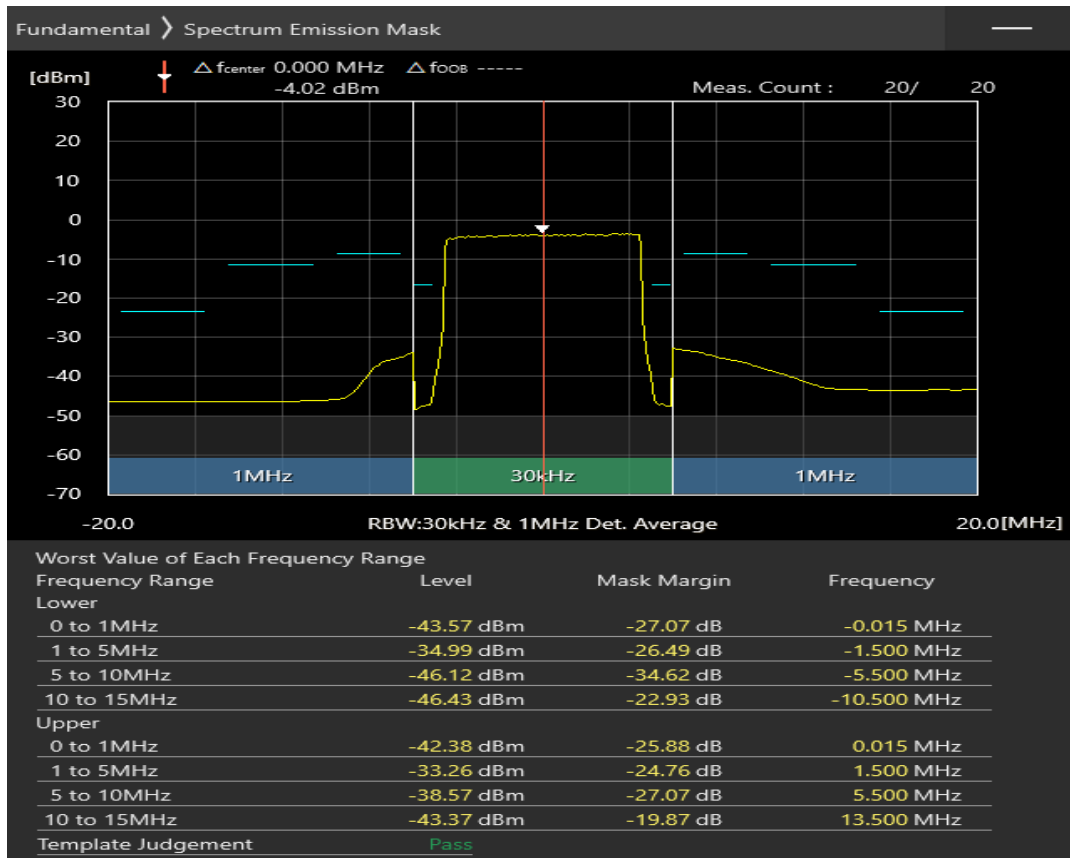 Fundamental 〉 Spectrum Emission Mask
[dBm] △ fcenter 0.000 MHz △ fOOB -----
-4.02 dBm Meas. Count : 20/ 20
30
20
10
0
-10
-20
-30
-40
-50
-60
1MHz 30kHz 1MHz
-70
-20.0 RBW:30kHz & 1MHz Det. Average 20.0[MHz]
Worst Value of Each Frequency Range
Frequency Range Level Mask Margin Frequency
Lower
0 to 1MHz -43.57 dBm -27.07 dB -0.015 MHz
1 to 5MHz -34.99 dBm -26.49 dB -1.500 MHz
5 to 10MHz -46.12 dBm -34.62 dB -5.500 MHz
10 to 15MHz -46.43 dBm -22.93 dB -10.500 MHz
Upper
0 to 1MHz -42.38 dBm -25.88 dB 0.015 MHz
1 to 5MHz -33.26 dBm -24.76 dB 1.500 MHz
5 to 10MHz -38.57 dBm -27.07 dB 5.500 MHz
10 to 15MHz -43.37 dBm -19.87 dB 13.500 MHz
Template Judgement Pass